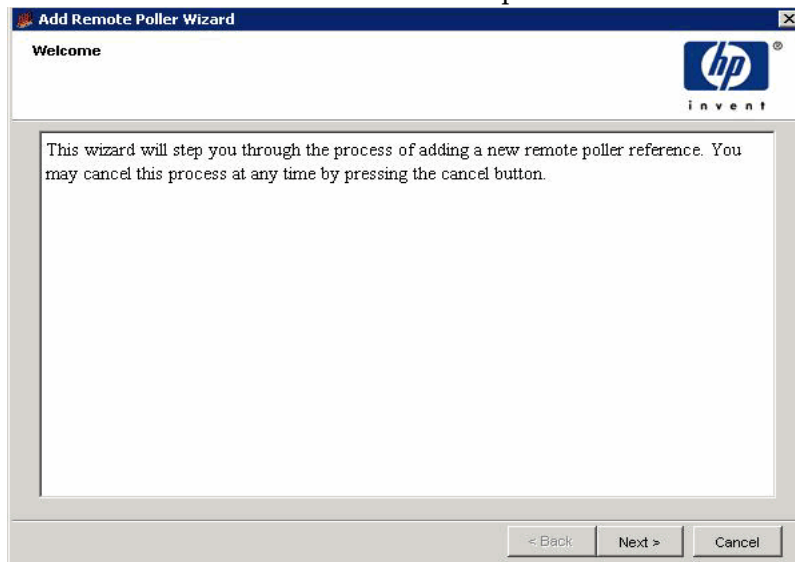 Add Remote Poller Wizard
Welcome
hp
®
invent
This wizard will step you through the process of adding a new remote poller reference. You
may cancel this process at any time by pressing the cancel button.
< Back
Next >
Cancel